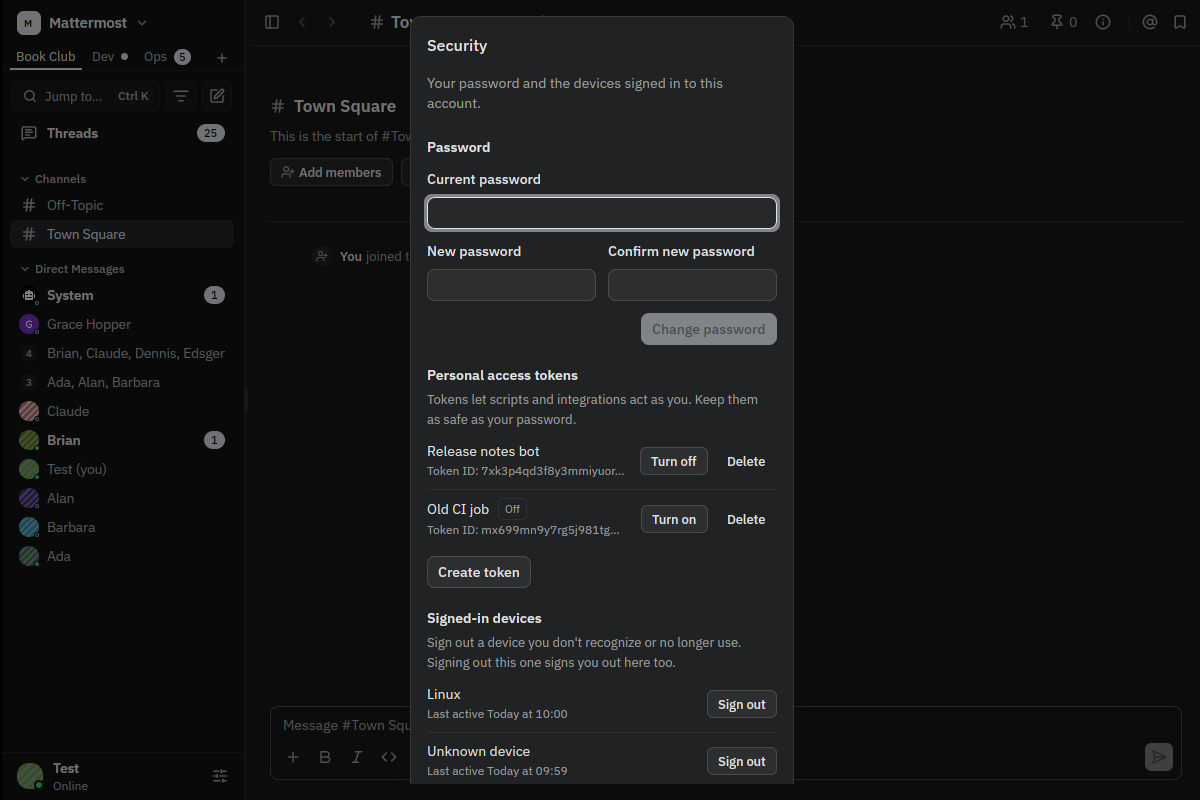 M Mattermost
Book Club Dev Ops 5
Jump to... Ctrl K
Threads 25
Channels
Off-Topic
Town Square
Direct Messages
System 1
G Grace Hopper
4 Brian, Claude, Dennis, Edsger
3 Ada, Alan, Barbara
Claude
Brian 1
Test (you)
Alan
Barbara
Ada
Test
Online
# To
1 0
# Town Square
This is the start of #Tow
Add members
You joined t
Message #Town Squ
Security
Your password and the devices signed in to this
account.
Password
Current password
New password Confirm new password
Change password
Personal access tokens
Tokens let scripts and integrations act as you. Keep them
as safe as your password.
Release notes bot
Token ID: 7xk3p4qd3f8y3mmiyuor...
Turn off Delete
Old CI job Off
Token ID: mx699mn9y7rg5j981tg...
Turn on Delete
Create token
Signed-in devices
Sign out a device you don't recognize or no longer use.
Signing out this one signs you out here too.
Linux
Last active Today at 10:00
Sign out
Unknown device
Last active Today at 09:59
Sign out